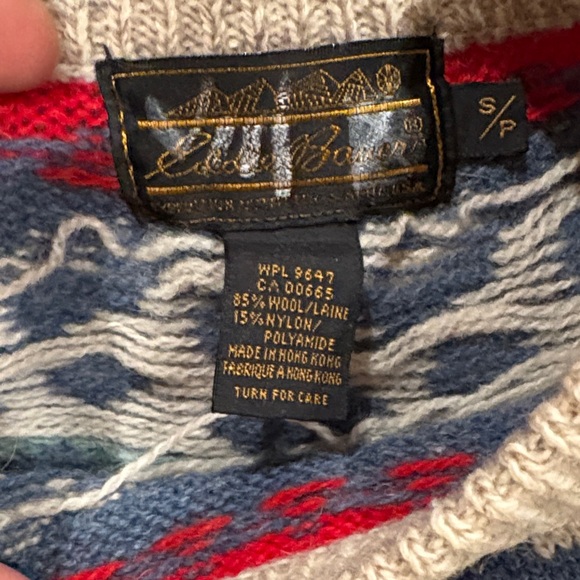 Eddie Bauer®
S/P
WPL 9647
CA 00665
85% WOOL/LAINE
15% NYLON/
POLYAMIDE
MADE IN HONG KONG
FABRIQUE A HONG KONG
TURN FOR CARE